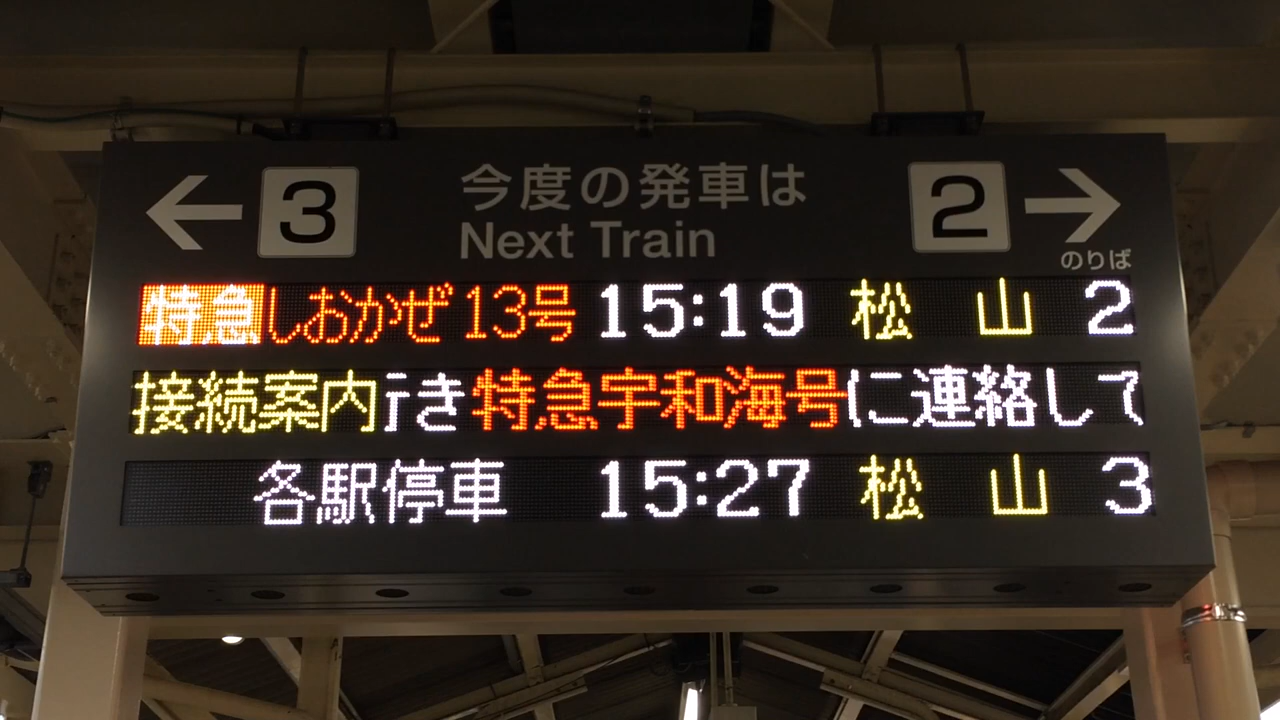 ← 3 今度の発車は 2 →
Next Train
のりば
特急しおかぜ13号 15:19 松山 2
接続案内行き特急宇和海号に連絡して
各駅停車 15:27 松山 3